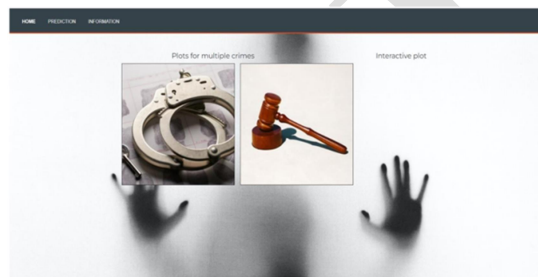 HOME PREDICTION INFORMATION
Plots for multiple crimes
Interactive plot